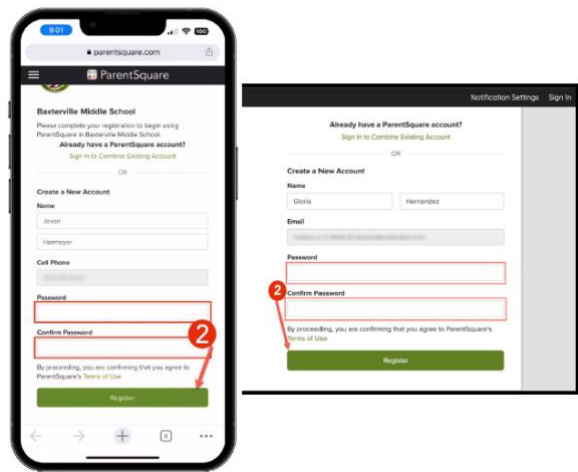 9:01
parentsquare.com
ParentSquare
Baxterville Middle School
Please complete your registration to begin using
ParentSquare in Baxterville Middle School.
Already have a ParentSquare account?
Sign In to Combine Existing Account
OR
Create a New Account
Name
Jirven
Harmeyer
Cell Phone
Password
Confirm Password
2
By proceeding, you are confirming that you agree to
ParentSquare's Terms of Use
Register
Notification Settings Sign In
Already have a ParentSquare account?
Sign In to Combine Existing Account
OR
Create a New Account
Name
Gloria Hernandez
Email
Password
2
Confirm Password
By proceeding, you are confirming that you agree to ParentSquare's
Terms of Use
Register